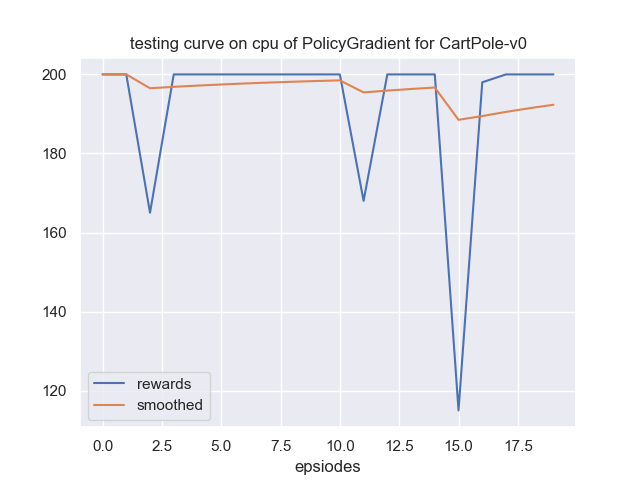 testing curve on cpu of PolicyGradient for CartPole-v0
200
180
160
140
120
rewards
smoothed
0.0 2.5 5.0 7.5 10.0 12.5 15.0 17.5
epsiodes